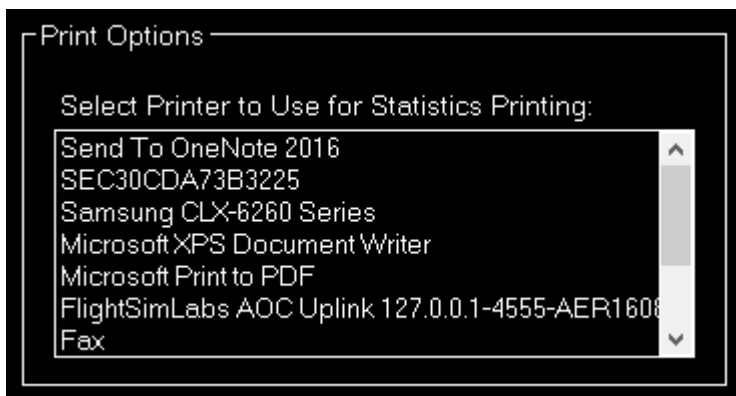 Print Options
Select Printer to Use for Statistics Printing:
Send To OneNote 2016
SEC30CDA73B3225
Samsung CLX-6260 Series
Microsoft XPS Document Writer
Microsoft Print to PDF
FlightSimLabs AOC Uplink 127.0.0.1-4555-AER1608
Fax